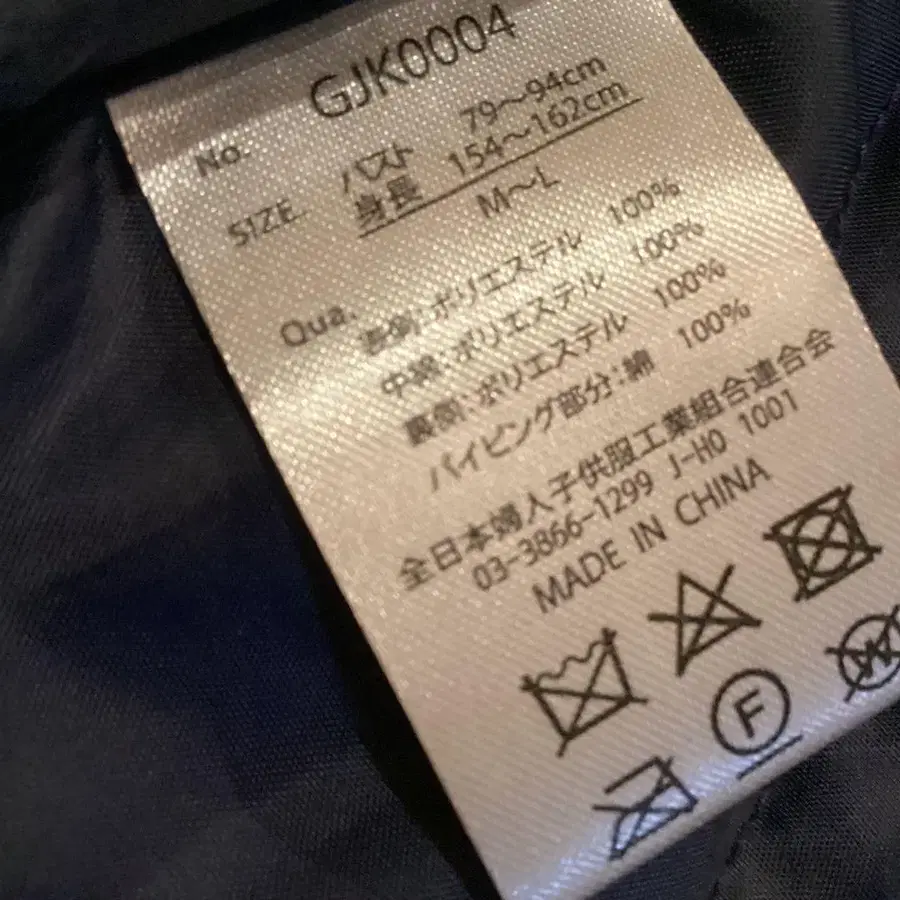 No. GJK0004
SIZE バスト 79〜94cm
身長 154〜162cm
M〜L
Qua. 表側:ポリエステル 100%
中綿:ポリエステル 100%
裏側:ポリエステル 100%
パイピング部分:綿 100%
全日本婦人子供服工業組合連合会
03-3866-1299 J-HO 1001
MADE IN CHINA
F
W